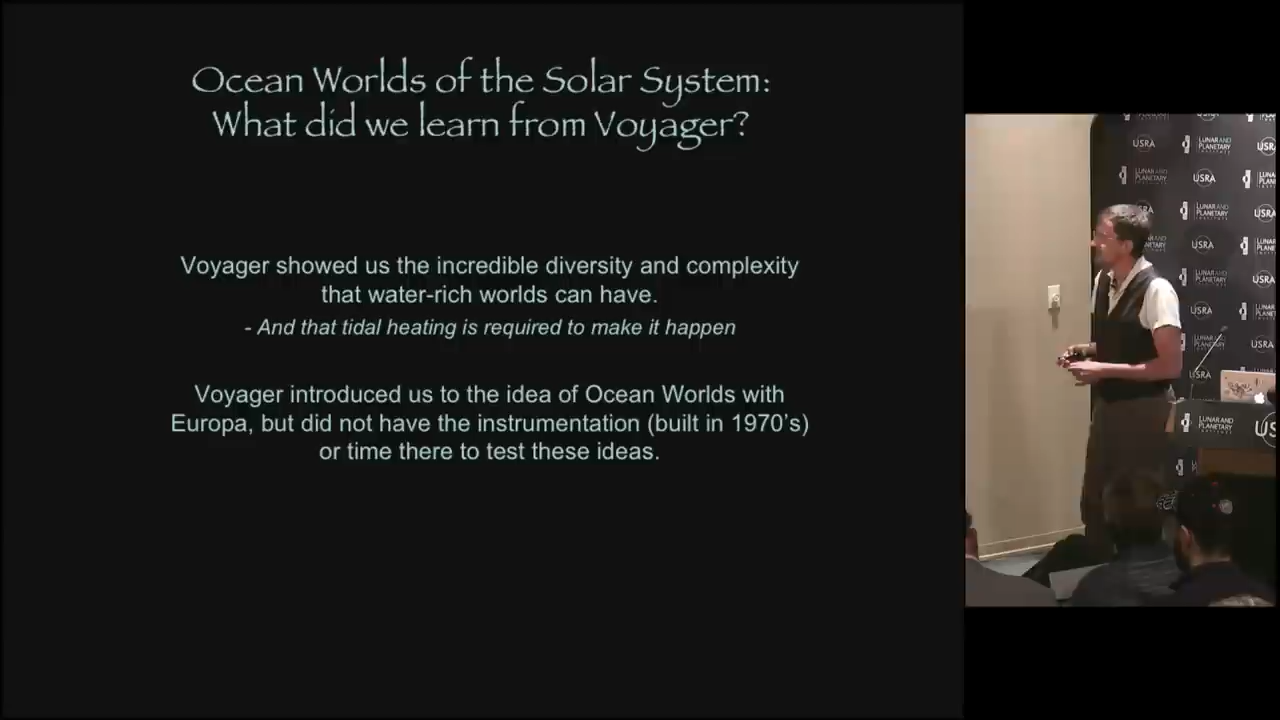 Ocean Worlds of the Solar System:
What did we learn from Voyager?
Voyager showed us the incredible diversity and complexity
that water-rich worlds can have.
- And that tidal heating is required to make it happen
Voyager introduced us to the idea of Ocean Worlds with
Europa, but did not have the instrumentation (built in 1970's)
or time there to test these ideas.
USRA
LUNAR AND
PLANETARY
INSTITUTE